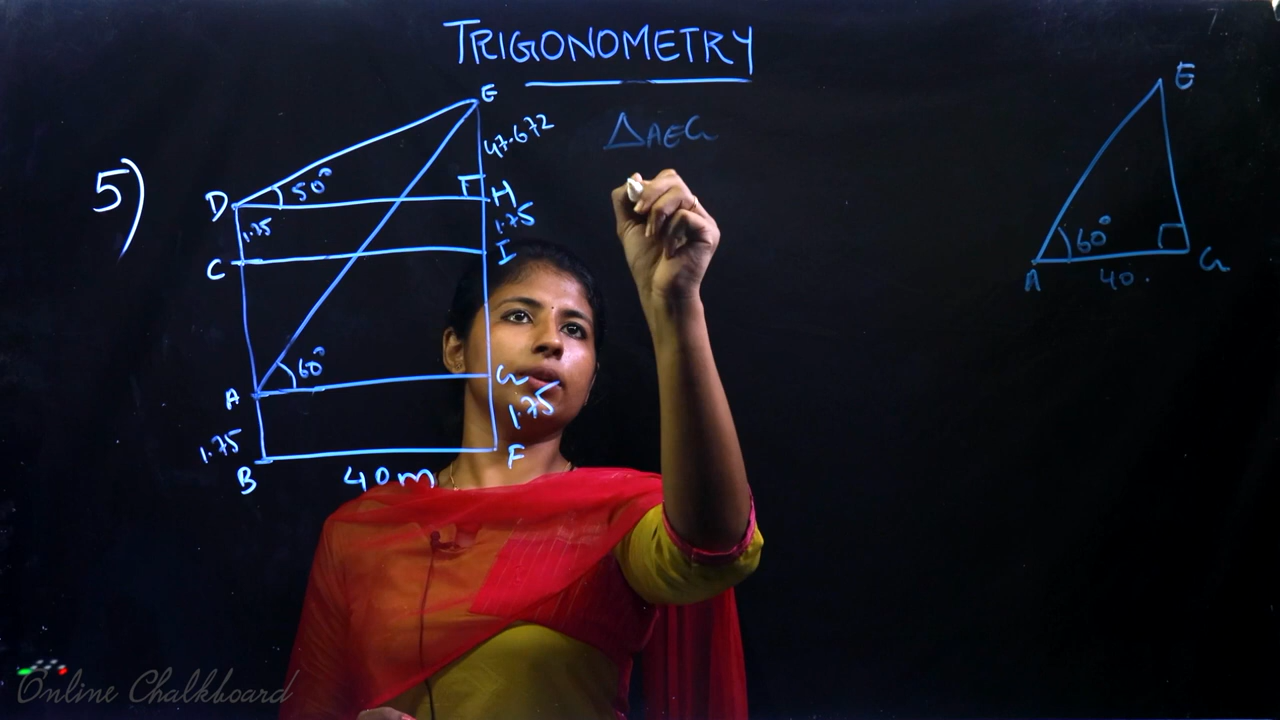 TRIGONOMETRY
5)
E
47.672
D 50° H
1.75 1.75
C I
A 60° G
1.75 1.75
B 40m F
△AEG
E
60°
A 40. G
Online Chalkboard